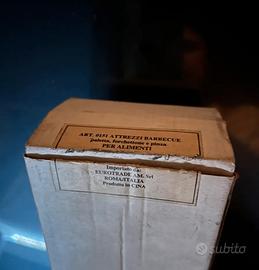 ART. 0151 ATTREZZI BARBECUE
paletta, forchettone e pinza
PER ALIMENTI
Importato da:
EUROTRADE AM. Srl
ROMA/ITALIA
Prodotto in CINA
subito